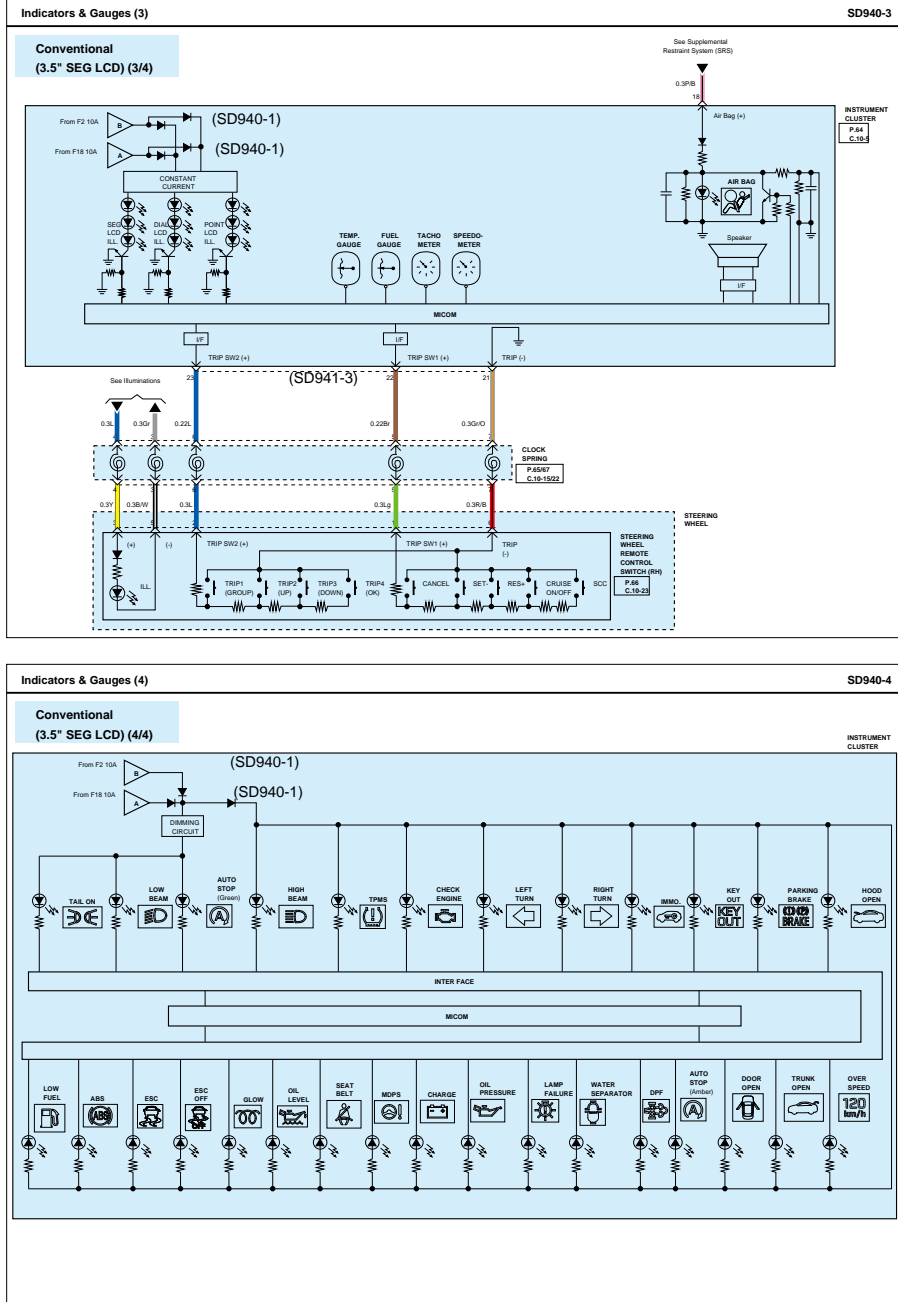 Indicators & Gauges (3)
SD940-3
Conventional
(3.5" SEG LCD) (3/4)
See Supplemental
Restraint System (SRS)
0.3P/B
18
Air Bag (+)
INSTRUMENT
CLUSTER
P.64
C.10-5
From F2 10A
B
(SD940-1)
From F18 10A
A
(SD940-1)
CONSTANT
CURRENT
SEG
LCD
ILL.
DIAL
LCD
ILL.
POINT
LCD
ILL.
TEMP.
GAUGE
FUEL
GAUGE
TACHO
METER
SPEEDO-
METER
AIR BAG
Speaker
I/F
MICOM
I/F
I/F
TRIP SW2 (+)
TRIP SW1 (+)
TRIP (-)
23
(SD941-3)
22
21
See Illuminations
0.3L
0.3Gr
0.22L
0.22Br
0.3Gr/O
CLOCK
SPRING
P.65/67
C.10-15/22
4
0.3Y
0.3B/W
0.3L
0.3Lg
0.3R/B
STEERING
WHEEL
(+)
(-)
TRIP SW2 (+)
TRIP SW1 (+)
TRIP
(-)
STEERING
WHEEL
REMOTE
CONTROL
SWITCH (RH)
P.66
C.10-23
ILL.
TRIP1
(GROUP)
TRIP2
(UP)
TRIP3
(DOWN)
TRIP4
(OK)
CANCEL
SET-
RES+
CRUISE
ON/OFF
SCC
Indicators & Gauges (4)
SD940-4
Conventional
(3.5" SEG LCD) (4/4)
INSTRUMENT
CLUSTER
From F2 10A
B
(SD940-1)
From F18 10A
A
(SD940-1)
DIMMING
CIRCUIT
TAIL ON
LOW
BEAM
AUTO
STOP
(Green)
HIGH
BEAM
TPMS
CHECK
ENGINE
LEFT
TURN
RIGHT
TURN
IMMO.
KEY
OUT
KEY
OUT
PARKING
BRAKE
BRAKE
HOOD
OPEN
INTER FACE
MICOM
LOW
FUEL
ABS
ABS
ESC
ESC
OFF
OFF
GLOW
OIL
LEVEL
SEAT
BELT
MDPS
CHARGE
OIL
PRESSURE
LAMP
FAILURE
WATER
SEPARATOR
DPF
AUTO
STOP
(Amber)
DOOR
OPEN
TRUNK
OPEN
OVER
SPEED
120
km/h